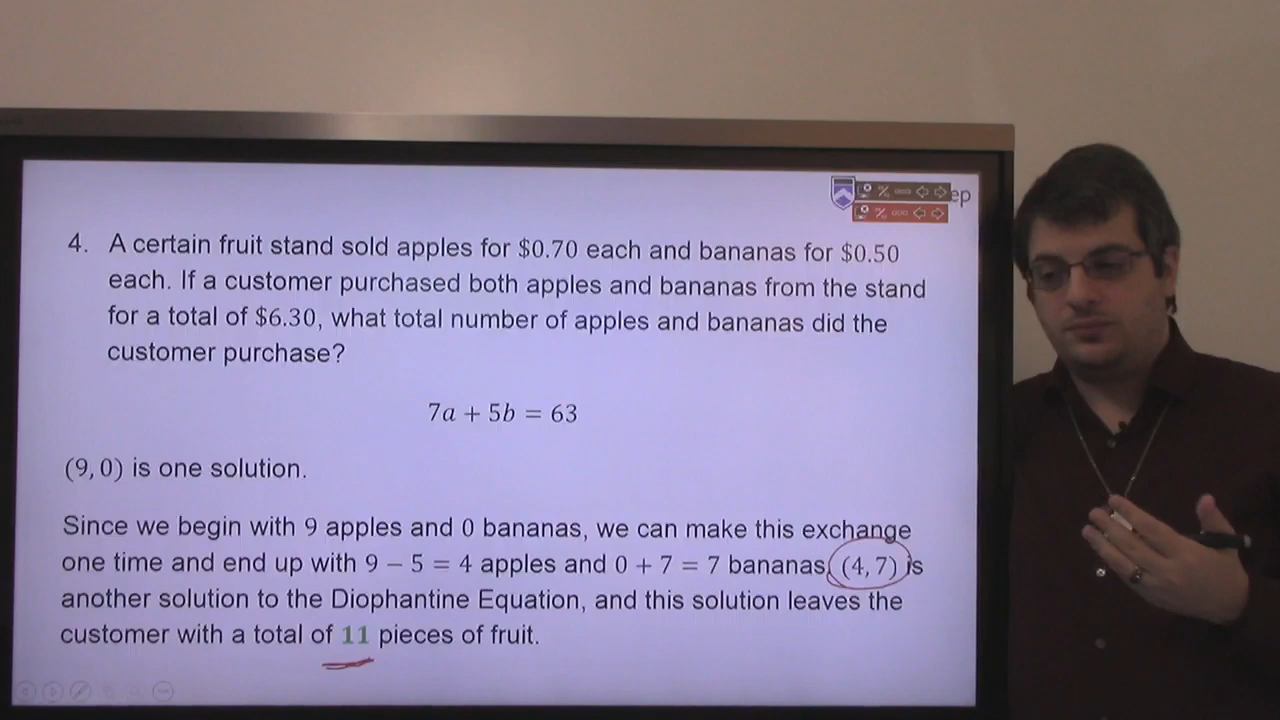 ep
4. A certain fruit stand sold apples for $0.70 each and bananas for $0.50
each. If a customer purchased both apples and bananas from the stand
for a total of $6.30, what total number of apples and bananas did the
customer purchase?
7a + 5b = 63
(9, 0) is one solution.
Since we begin with 9 apples and 0 bananas, we can make this exchange
one time and end up with 9 − 5 = 4 apples and 0 + 7 = 7 bananas. (4, 7) is
another solution to the Diophantine Equation, and this solution leaves the
customer with a total of 11 pieces of fruit.